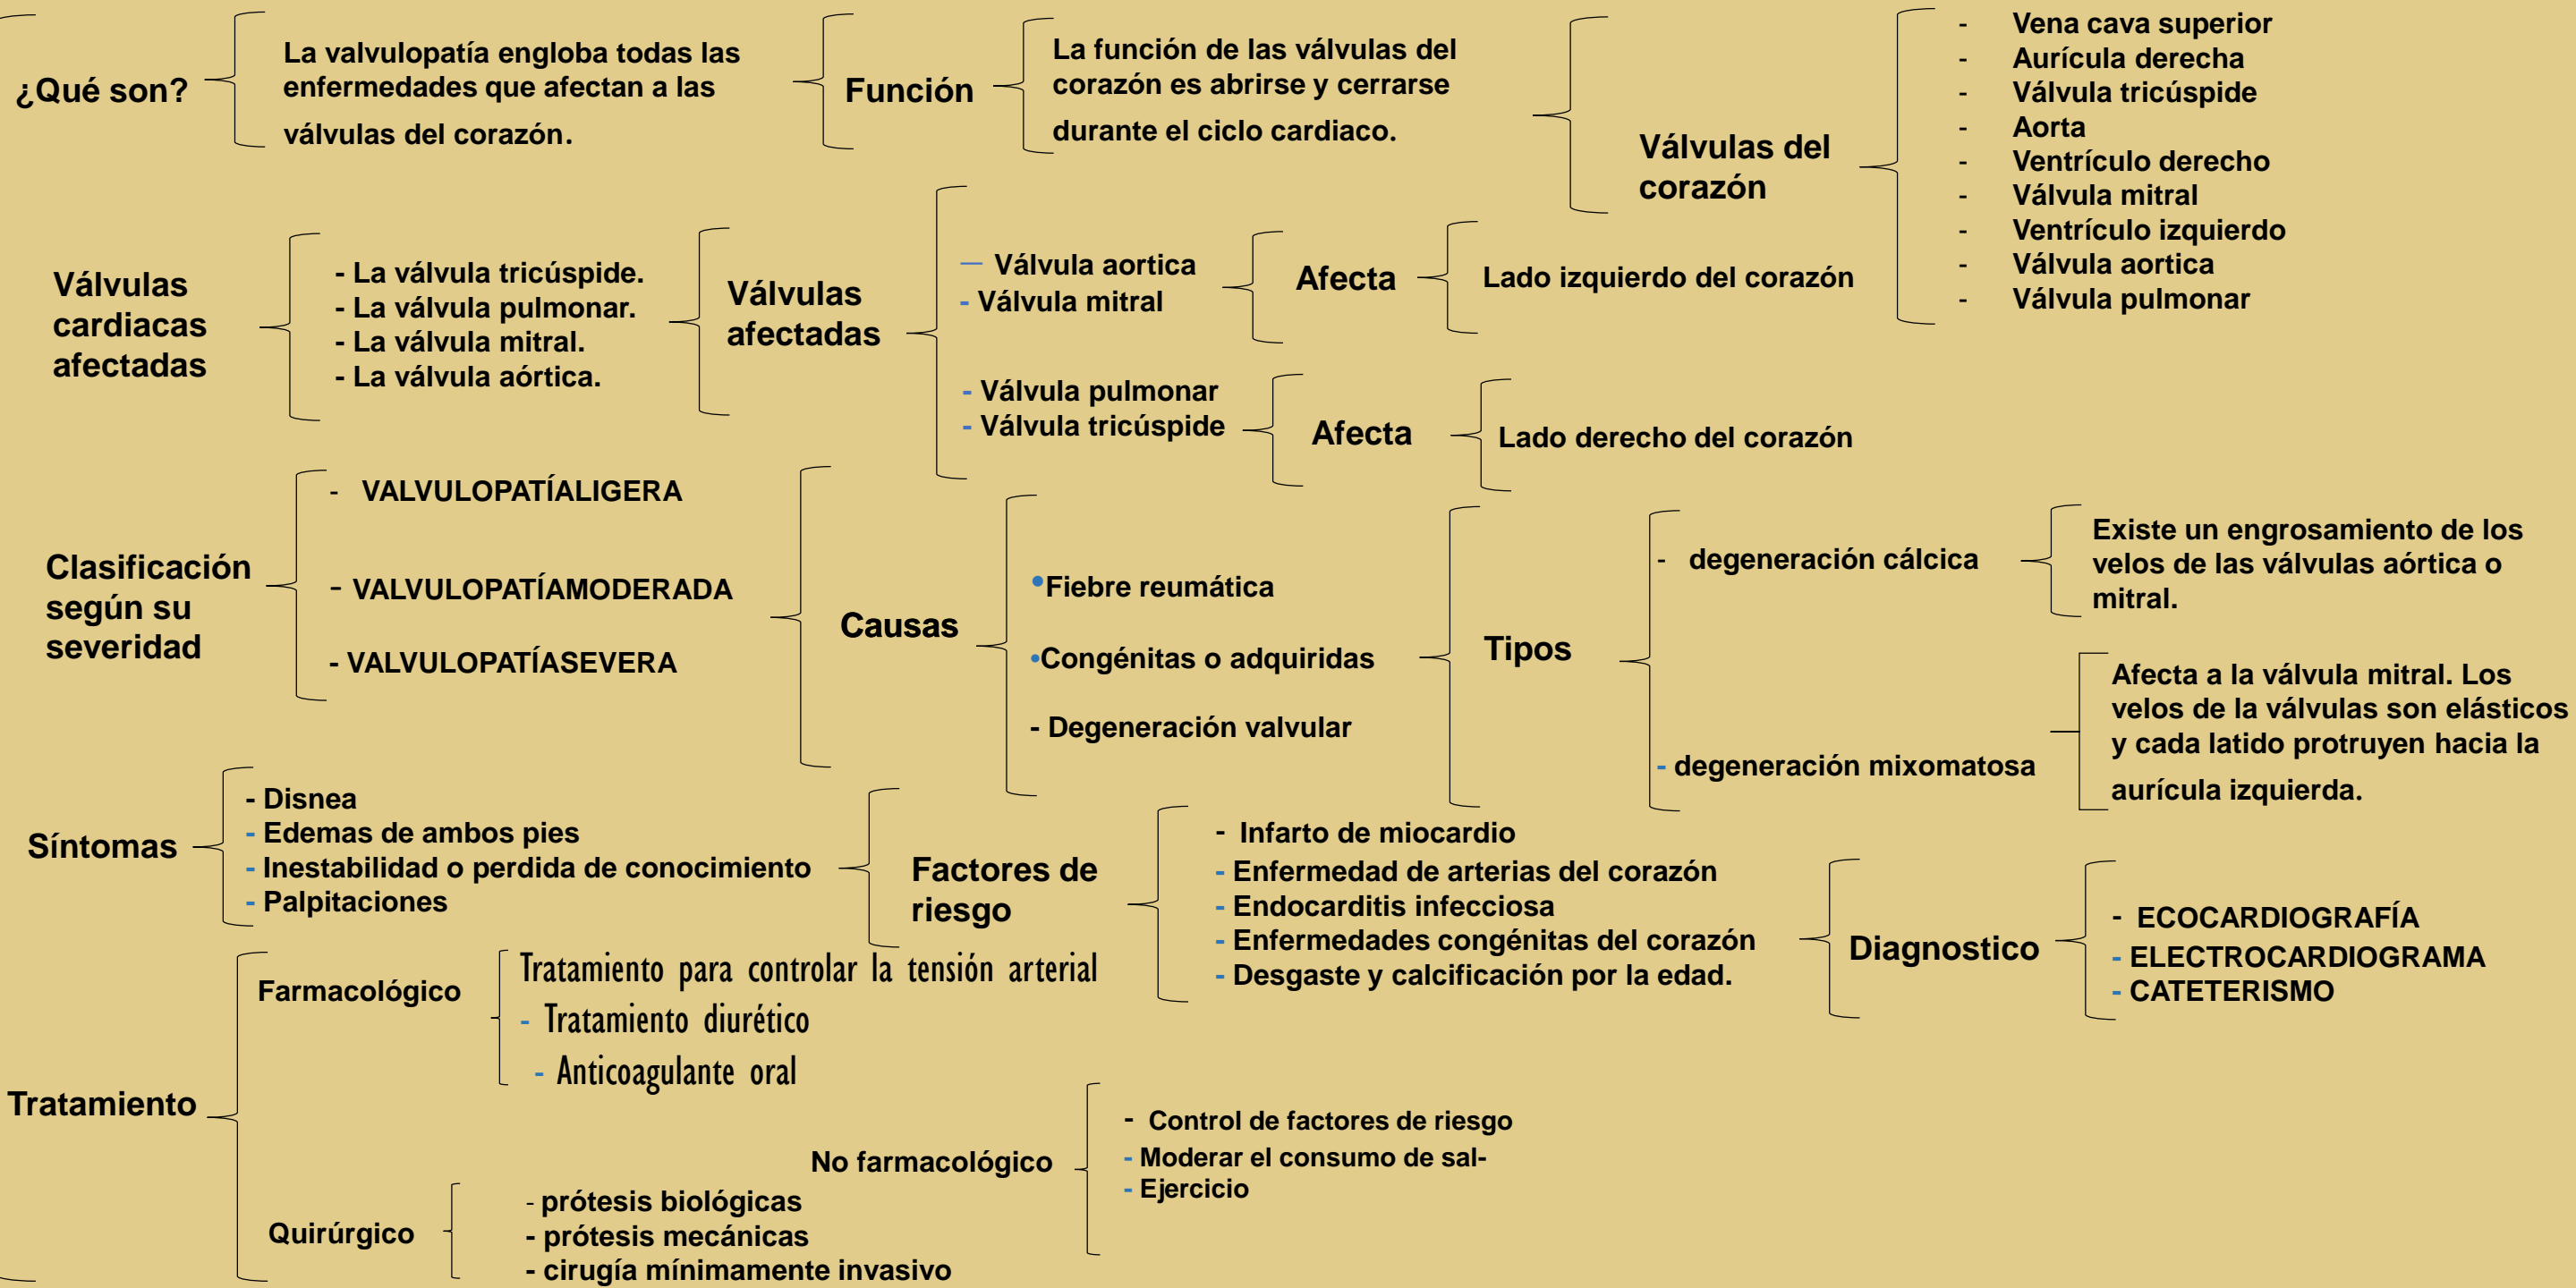 ¿Qué son?
La valvulopatía engloba todas las
enfermedades que afectan a las
válvulas del corazón.
Función
La función de las válvulas del
corazón es abrirse y cerrarse
durante el ciclo cardiaco.
Válvulas del
corazón
- Vena cava superior
- Aurícula derecha
- Válvula tricúspide
- Aorta
- Ventrículo derecho
- Válvula mitral
- Ventrículo izquierdo
- Válvula aortica
- Válvula pulmonar
Válvulas
cardiacas
afectadas
- La válvula tricúspide.
- La válvula pulmonar.
- La válvula mitral.
- La válvula aórtica.
Válvulas
afectadas
— Válvula aortica
- Válvula mitral
Afecta
Lado izquierdo del corazón
- Válvula pulmonar
- Válvula tricúspide
Afecta
Lado derecho del corazón
Clasificación
según su
severidad
- VALVULOPATÍALIGERA
- VALVULOPATÍAMODERADA
- VALVULOPATÍASEVERA
Causas
•Fiebre reumática
•Congénitas o adquiridas
- Degeneración valvular
Tipos
- degeneración cálcica
Existe un engrosamiento de los
velos de las válvulas aórtica o
mitral.
- degeneración mixomatosa
Afecta a la válvula mitral. Los
velos de la válvulas son elásticos
y cada latido protruyen hacia la
aurícula izquierda.
Síntomas
- Disnea
- Edemas de ambos pies
- Inestabilidad o perdida de conocimiento
- Palpitaciones
Factores de
riesgo
- Infarto de miocardio
- Enfermedad de arterias del corazón
- Endocarditis infecciosa
- Enfermedades congénitas del corazón
- Desgaste y calcificación por la edad.
Diagnostico
- ECOCARDIOGRAFÍA
- ELECTROCARDIOGRAMA
- CATETERISMO
Tratamiento
Farmacológico
Tratamiento para controlar la tensión arterial
- Tratamiento diurético
- Anticoagulante oral
No farmacológico
- Control de factores de riesgo
- Moderar el consumo de sal-
- Ejercicio
Quirúrgico
- prótesis biológicas
- prótesis mecánicas
- cirugía mínimamente invasivo